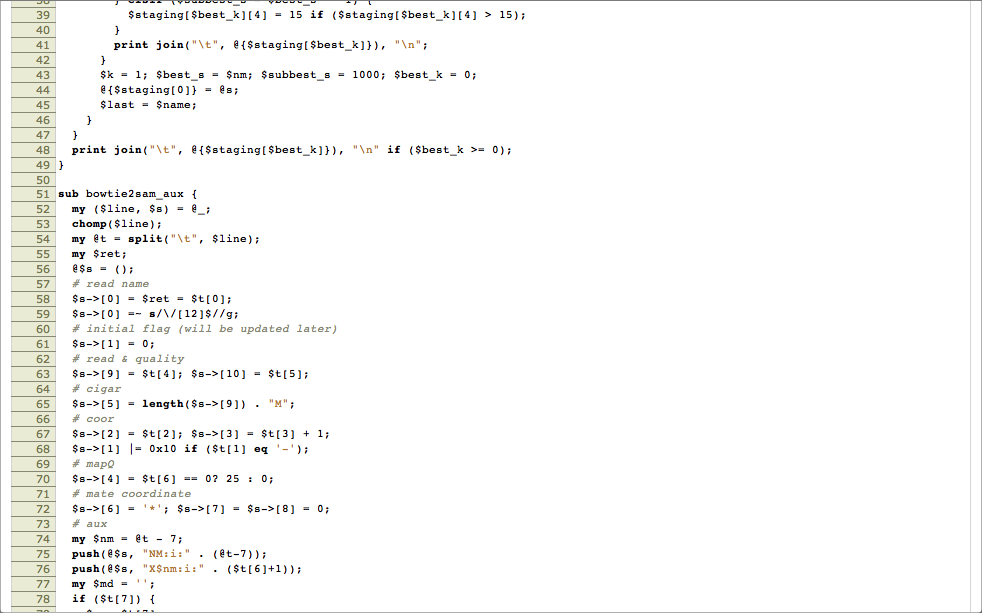 39 $staging[$best_k][4] = 15 if ($staging[$best_k][4] > 15);
40 }
41 print join("\t", @{$staging[$best_k]}), "\n";
42 }
43 $k = 1; $best_s = $nm; $subbest_s = 1000; $best_k = 0;
44 @{$staging[0]} = @s;
45 $last = $name;
46 }
47 }
48 print join("\t", @{$staging[$best_k]}), "\n" if ($best_k >= 0);
49 }
50
51 sub bowtie2sam_aux {
52 my ($line, $s) = @_;
53 chomp($line);
54 my @t = split("\t", $line);
55 my $ret;
56 @$s = ();
57 # read name
58 $s->[0] = $ret = $t[0];
59 $s->[0] =~ s/\/[12]$//g;
60 # initial flag (will be updated later)
61 $s->[1] = 0;
62 # read & quality
63 $s->[9] = $t[4]; $s->[10] = $t[5];
64 # cigar
65 $s->[5] = length($s->[9]) . "M";
66 # coor
67 $s->[2] = $t[2]; $s->[3] = $t[3] + 1;
68 $s->[1] |= 0x10 if ($t[1] eq '-');
69 # mapQ
70 $s->[4] = $t[6] == 0? 25 : 0;
71 # mate coordinate
72 $s->[6] = '*'; $s->[7] = $s->[8] = 0;
73 # aux
74 my $nm = @t - 7;
75 push(@$s, "NM:i:" . (@t-7));
76 push(@$s, "X$nm:i:" . ($t[6]+1));
77 my $md = '';
78 if ($t[7]) {